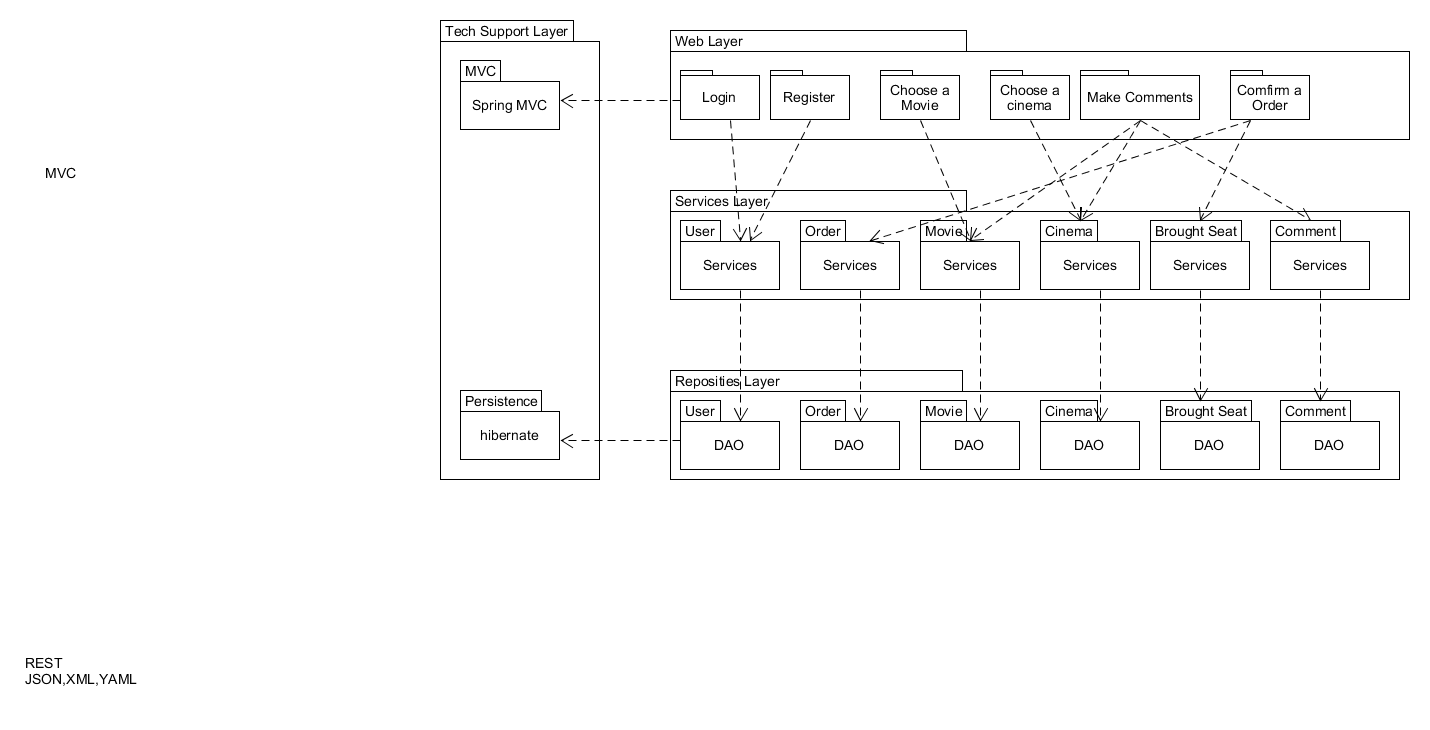 Tech Support Layer
MVC
Spring MVC
Persistence
hibernate
Web Layer
Login
Register
Choose a
Movie
Choose a
cinema
Make Comments
Comfirm a
Order
Services Layer
User
Services
Order
Services
Movie
Services
Cinema
Services
Brought Seat
Services
Comment
Services
Reposities Layer
User
DAO
Order
DAO
Movie
DAO
Cinema
DAO
Brought Seat
DAO
Comment
DAO
MVC
REST
JSON,XML,YAML